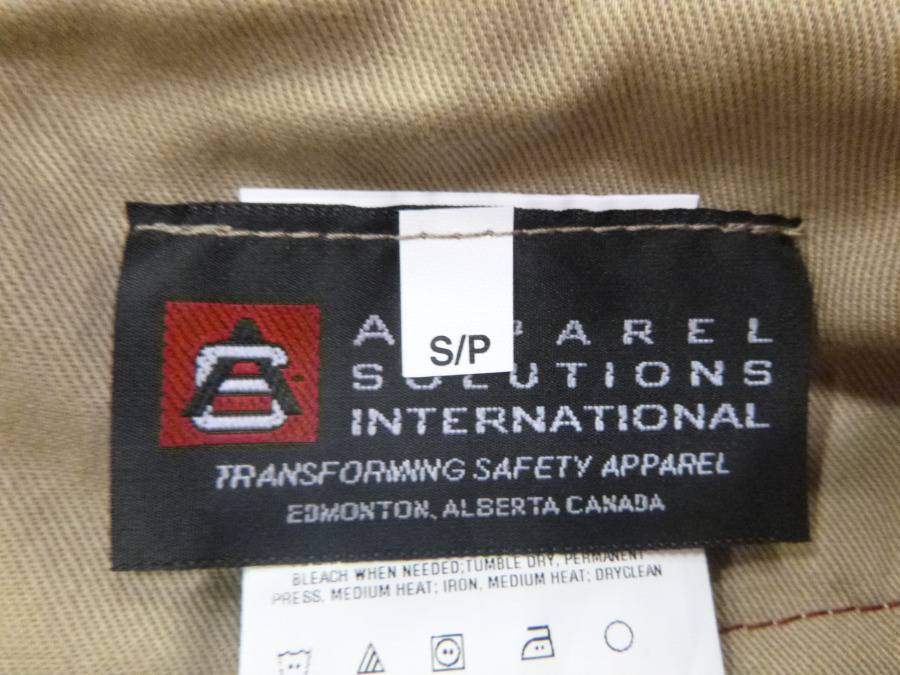 S/P
APPAREL
SOLUTIONS
INTERNATIONAL
TRANSFORMING SAFETY APPAREL
EDMONTON, ALBERTA CANADA
BLEACH WHEN NEEDED; TUMBLE DRY, PERMANENT
PRESS, MEDIUM HEAT; IRON, MEDIUM HEAT; DRYCLEAN